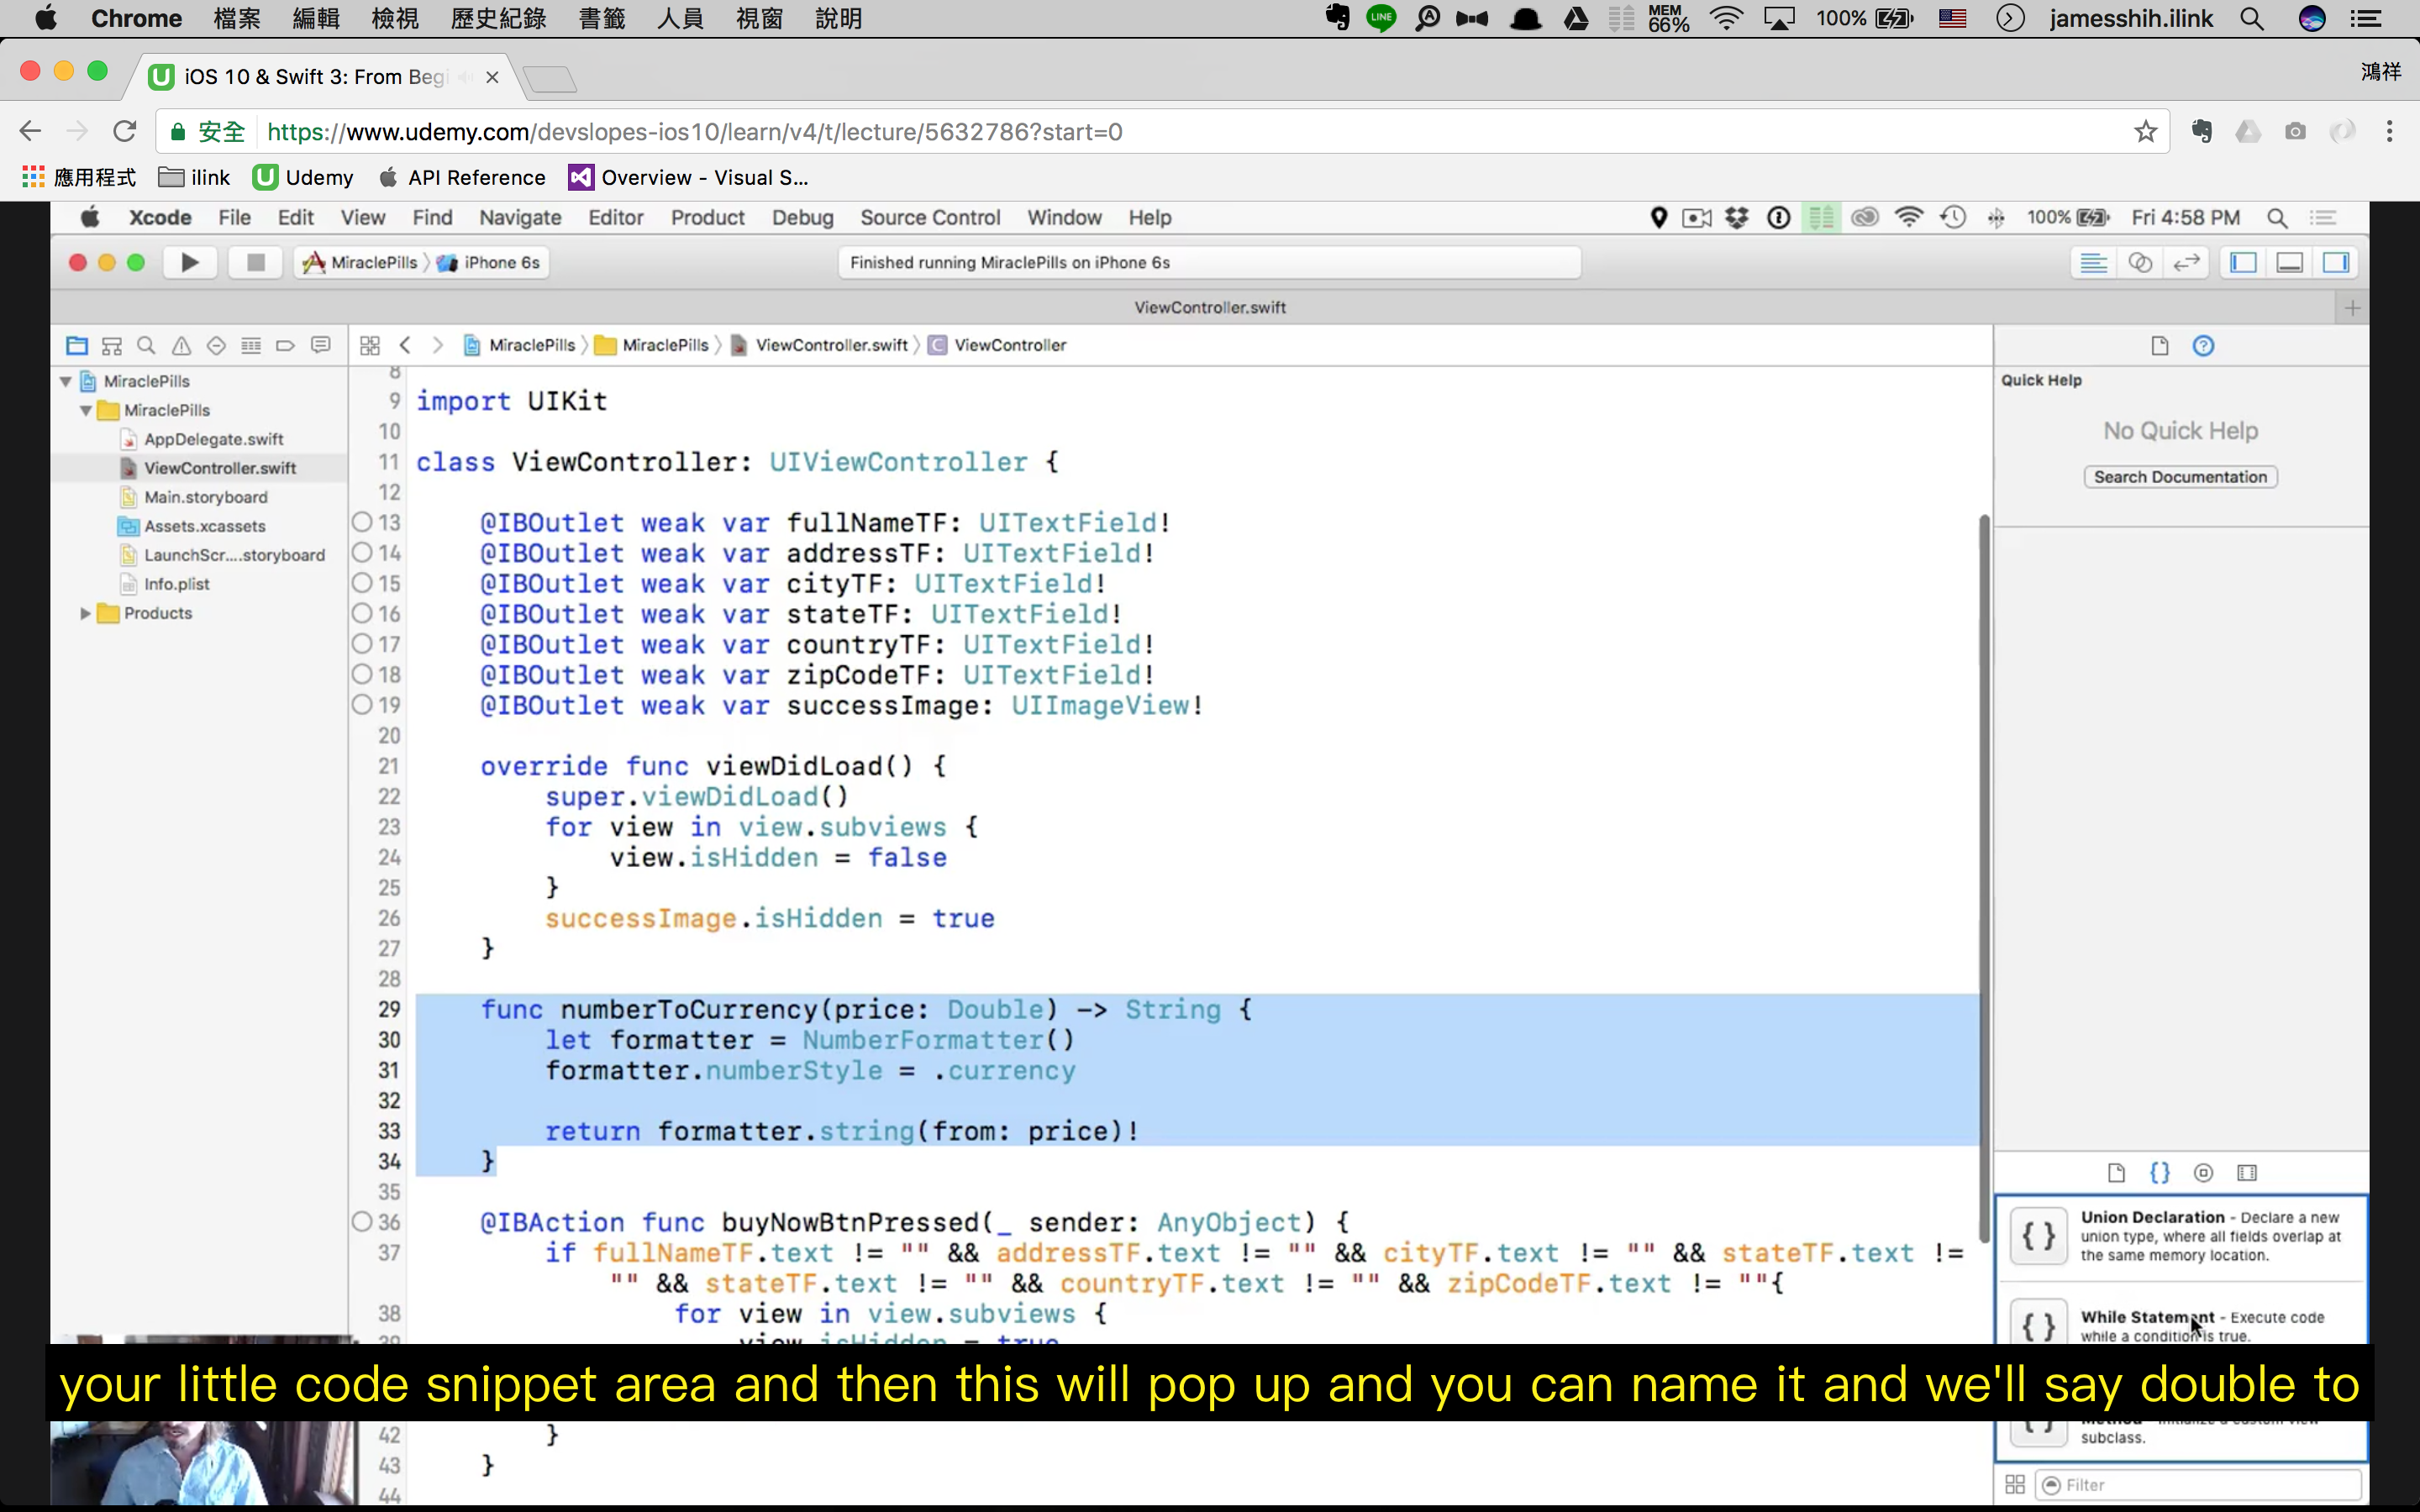 Chrome 檔案 編輯 檢視 歷史紀錄 書籤 人員 視窗 說明 LINE MEM 66% 100% jamesshih.ilink
iOS 10 & Swift 3: From Begi 鴻祥
安全 https://www.udemy.com/devslopes-ios10/learn/v4/t/lecture/5632786?start=0
應用程式 ilink Udemy API Reference Overview - Visual S...
Xcode File Edit View Find Navigate Editor Product Debug Source Control Window Help 100% Fri 4:58 PM
MiraclePills iPhone 6s Finished running MiraclePills on iPhone 6s
ViewController.swift
MiraclePills MiraclePills ViewController.swift ViewController
MiraclePills
MiraclePills
AppDelegate.swift
ViewController.swift
Main.storyboard
Assets.xcassets
LaunchScr....storyboard
Info.plist
Products
8
9 import UIKit
10
11 class ViewController: UIViewController {
12
13 @IBOutlet weak var fullNameTF: UITextField!
14 @IBOutlet weak var addressTF: UITextField!
15 @IBOutlet weak var cityTF: UITextField!
16 @IBOutlet weak var stateTF: UITextField!
17 @IBOutlet weak var countryTF: UITextField!
18 @IBOutlet weak var zipCodeTF: UITextField!
19 @IBOutlet weak var successImage: UIImageView!
20
21 override func viewDidLoad() {
22 super.viewDidLoad()
23 for view in view.subviews {
24 view.isHidden = false
25 }
26 successImage.isHidden = true
27 }
28
29 func numberToCurrency(price: Double) -> String {
30 let formatter = NumberFormatter()
31 formatter.numberStyle = .currency
32
33 return formatter.string(from: price)!
34 }
35
36 @IBAction func buyNowBtnPressed(_ sender: AnyObject) {
37 if fullNameTF.text != "" && addressTF.text != "" && cityTF.text != "" && stateTF.text !=
"" && stateTF.text != "" && countryTF.text != "" && zipCodeTF.text != ""{
38 for view in view.subviews {
39 view.isHidden = true
42 }
43 }
44
Quick Help
No Quick Help
Search Documentation
Union Declaration - Declare a new
union type, where all fields overlap at
the same memory location.
While Statement - Execute code
while a condition is true.
subclass.
Filter
your little code snippet area and then this will pop up and you can name it and we'll say double to